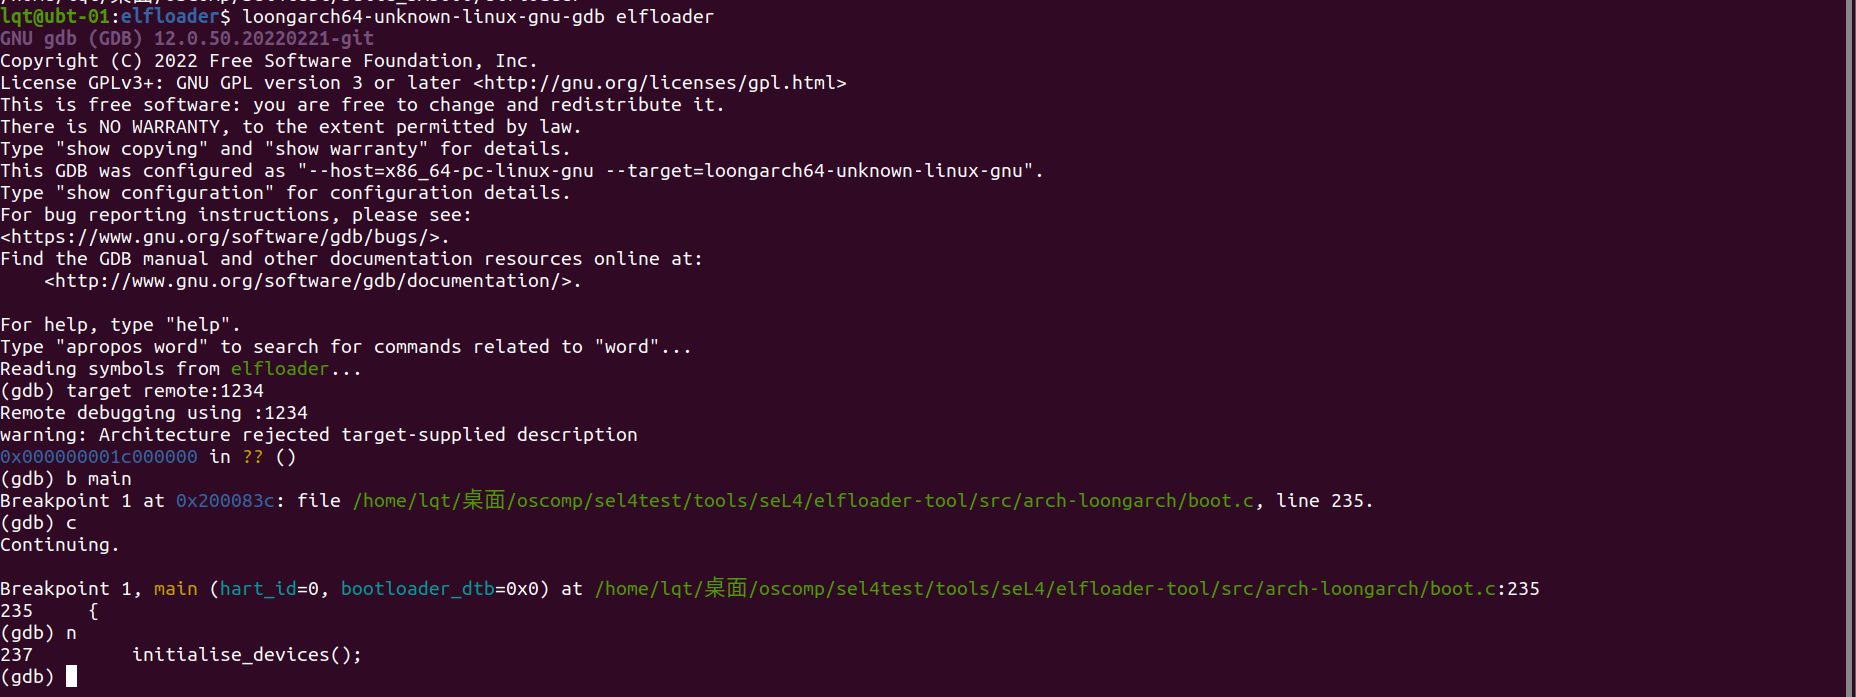 lqt@ubt-01:elfloader$ loongarch64-unknown-linux-gnu-gdb elfloader
GNU gdb (GDB) 12.0.50.20220221-git
Copyright (C) 2022 Free Software Foundation, Inc.
License GPLv3+: GNU GPL version 3 or later <http://gnu.org/licenses/gpl.html>
This is free software: you are free to change and redistribute it.
There is NO WARRANTY, to the extent permitted by law.
Type "show copying" and "show warranty" for details.
This GDB was configured as "--host=x86_64-pc-linux-gnu --target=loongarch64-unknown-linux-gnu".
Type "show configuration" for configuration details.
For bug reporting instructions, please see:
<https://www.gnu.org/software/gdb/bugs/>.
Find the GDB manual and other documentation resources online at:
    <http://www.gnu.org/software/gdb/documentation/>.

For help, type "help".
Type "apropos word" to search for commands related to "word"...
Reading symbols from elfloader...
(gdb) target remote:1234
Remote debugging using :1234
warning: Architecture rejected target-supplied description
0x000000001c000000 in ?? ()
(gdb) b main
Breakpoint 1 at 0x200083c: file /home/lqt/桌面/oscomp/sel4test/tools/seL4/elfloader-tool/src/arch-loongarch/boot.c, line 235.
(gdb) c
Continuing.

Breakpoint 1, main (hart_id=0, bootloader_dtb=0x0) at /home/lqt/桌面/oscomp/sel4test/tools/seL4/elfloader-tool/src/arch-loongarch/boot.c:235
235     {
(gdb) n
237         initialise_devices();
(gdb)